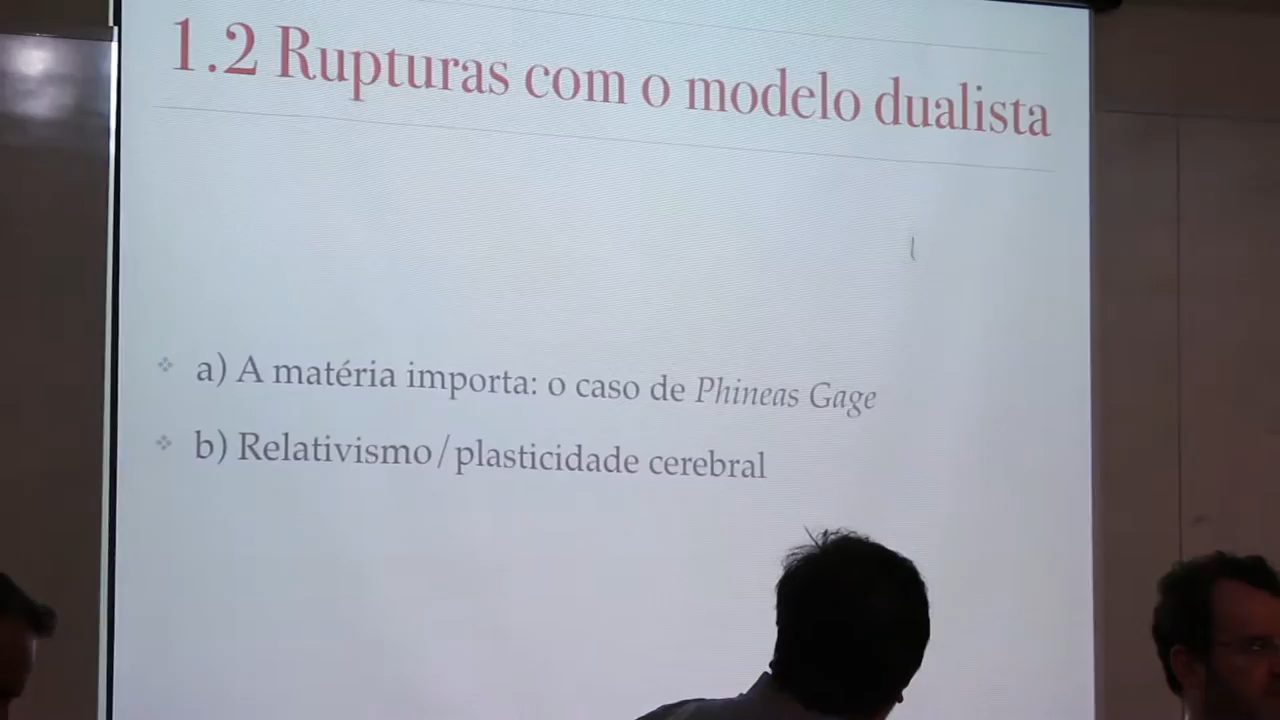 1.2 Rupturas com o modelo dualista
a) A matéria importa: o caso de Phineas Gage
b) Relativismo/plasticidade cerebral